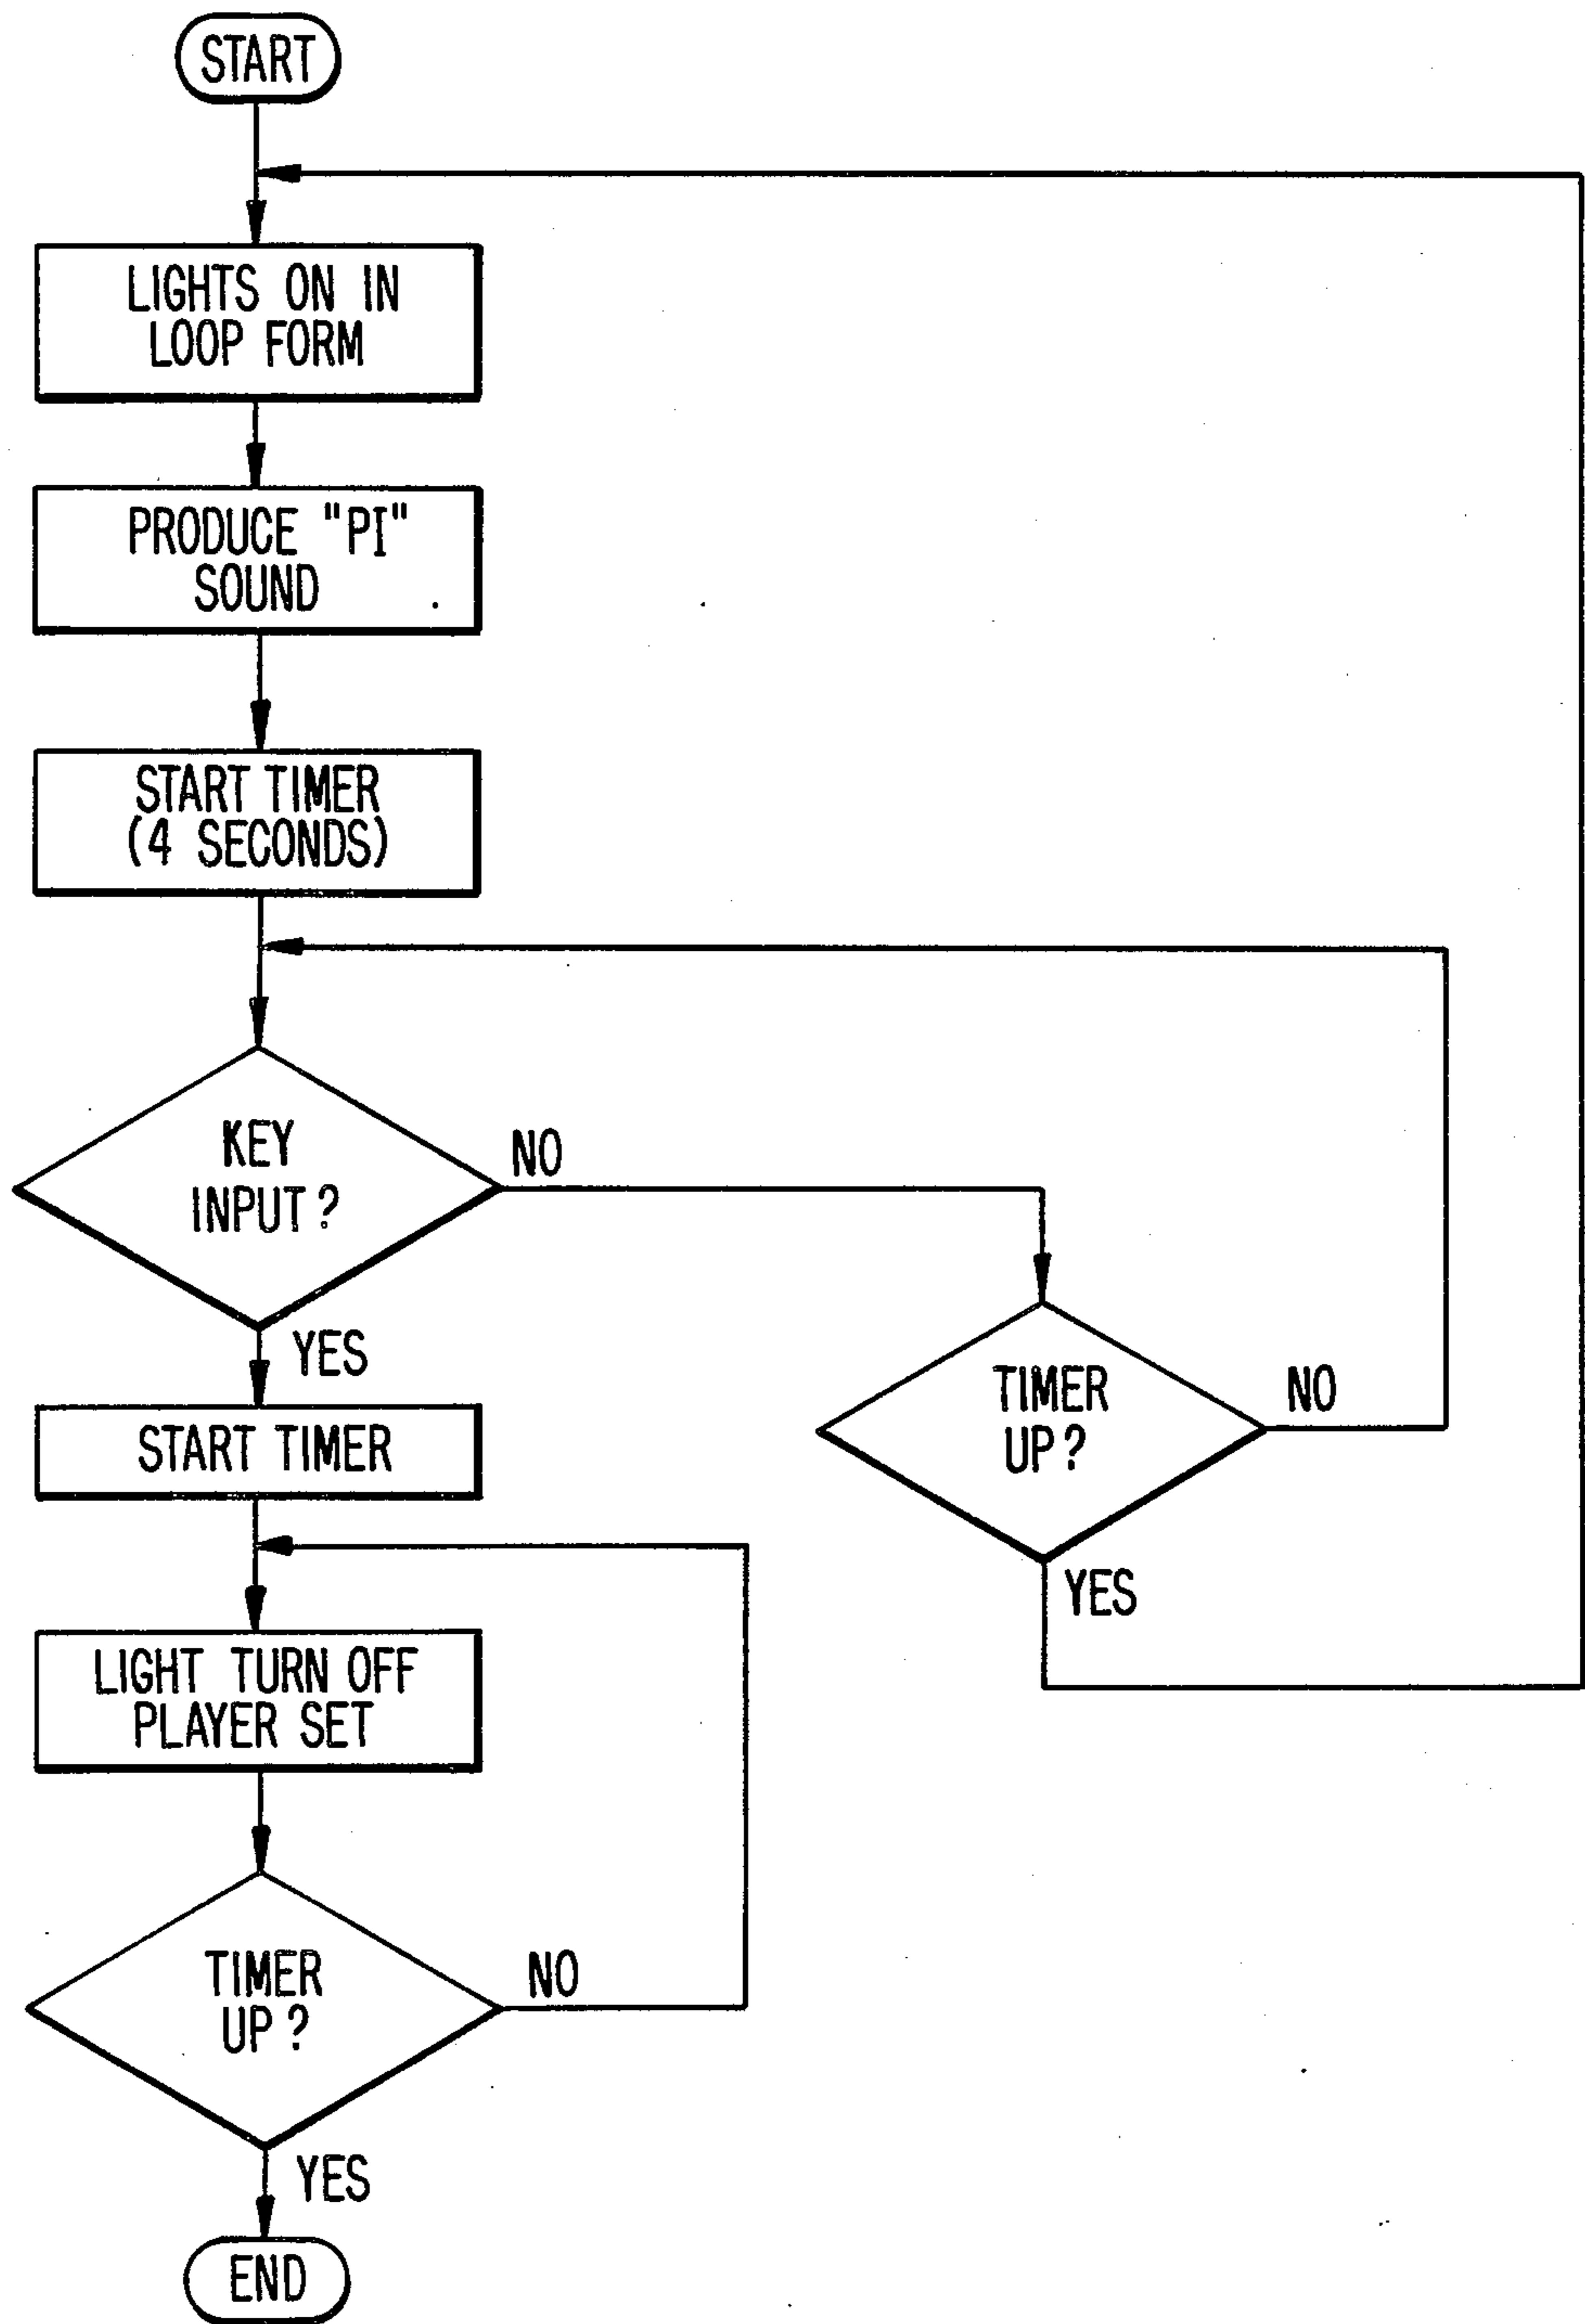 START
LIGHTS ON IN
LOOP FORM
PRODUCE "PI"
SOUND
START TIMER
(4 SECONDS)
KEY
INPUT?
NO
YES
TIMER
UP?
NO
YES
START TIMER
LIGHT TURN OFF
PLAYER SET
TIMER
UP?
NO
YES
END